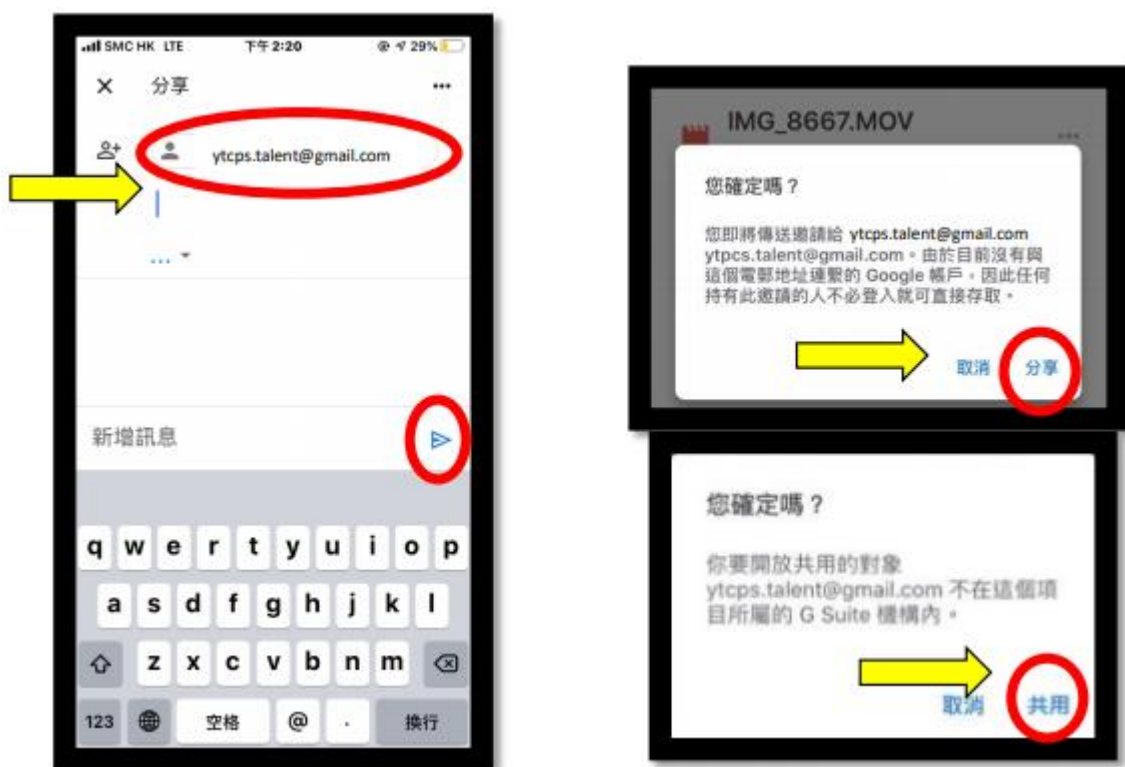 SMC HK LTE 下午 2:20 29%
分享
ytcps.talent@gmail.com
新增訊息
q w e r t y u i o p
a s d f g h j k l
z x c v b n m
123 空格 @ . 換行
IMG_8667.MOV
您確定嗎?
您即將傳送邀請給 ytcps.talent@gmail.com
ytpcs.talent@gmail.com。由於目前沒有與
這個電郵地址連繫的 Google 帳戶,因此任何
持有此邀請的人不必登入就可直接存取。
取消 分享
您確定嗎?
你要開放共用的對象
ytcps.talent@gmail.com 不在這個項
目所屬的 G Suite 機構內。
取消 共用